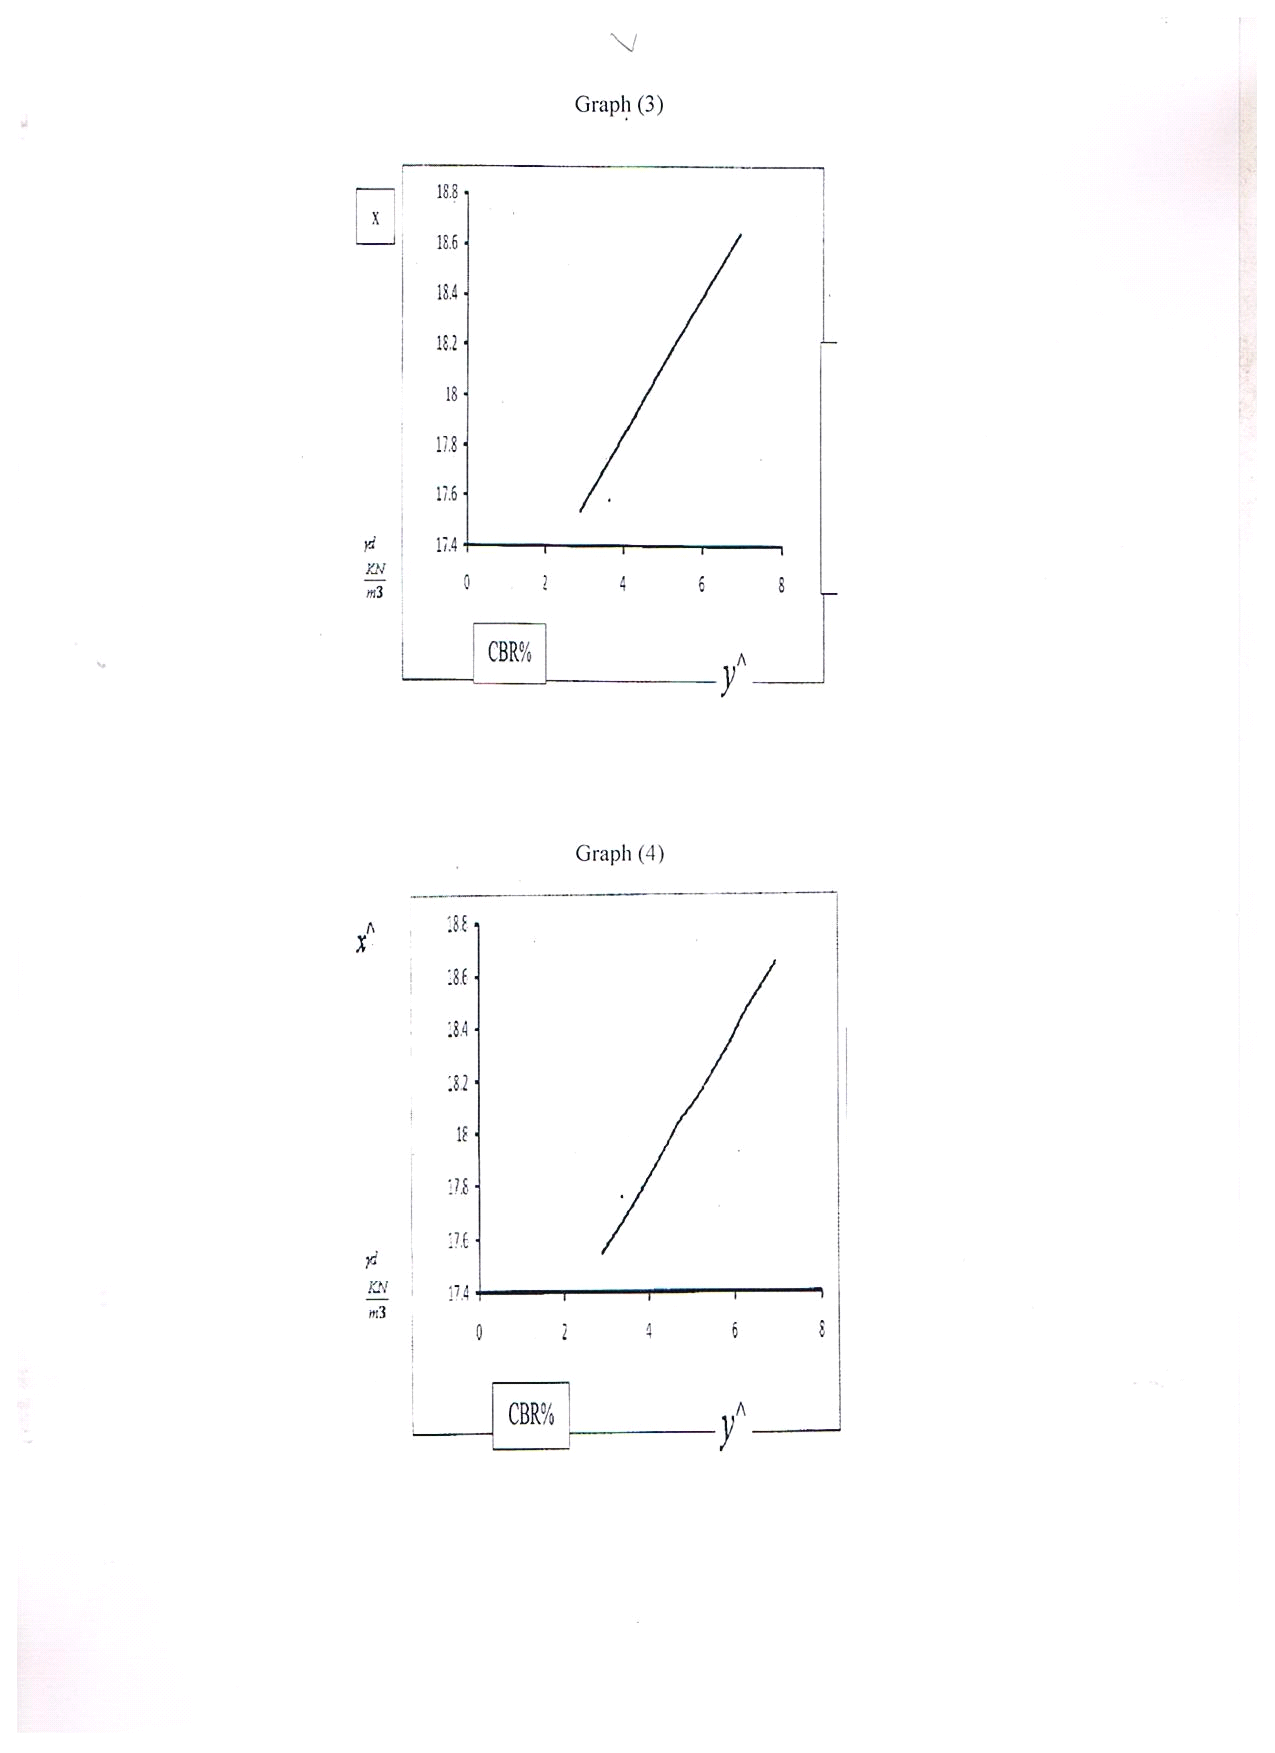 Graph (3)
x
18.8
18.6
18.4
18.2
18
17.8
17.6
17.4
γd
KN
m3
0 2 4 6 8
CBR%
y^
Graph (4)
x^
18.8
18.6
18.4
18.2
18
17.8
17.6
17.4
γd
KN
m3
0 2 4 6 8
CBR%
y^